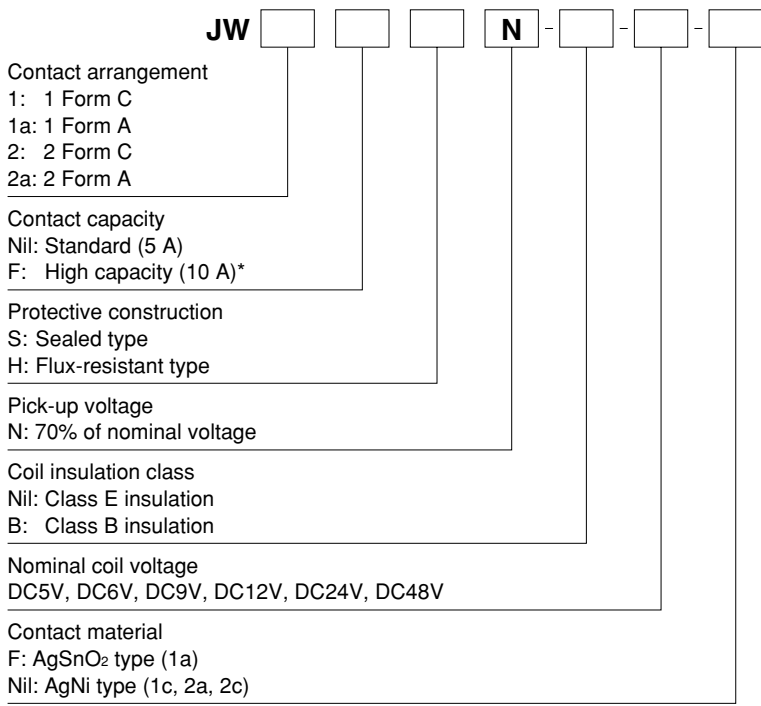 JW N - - -
Contact arrangement
1: 1 Form C
1a: 1 Form A
2: 2 Form C
2a: 2 Form A
Contact capacity
Nil: Standard (5 A)
F: High capacity (10 A)*
Protective construction
S: Sealed type
H: Flux-resistant type
Pick-up voltage
N: 70% of nominal voltage
Coil insulation class
Nil: Class E insulation
B: Class B insulation
Nominal coil voltage
DC5V, DC6V, DC9V, DC12V, DC24V, DC48V
Contact material
F: AgSnO₂ type (1a)
Nil: AgNi type (1c, 2a, 2c)